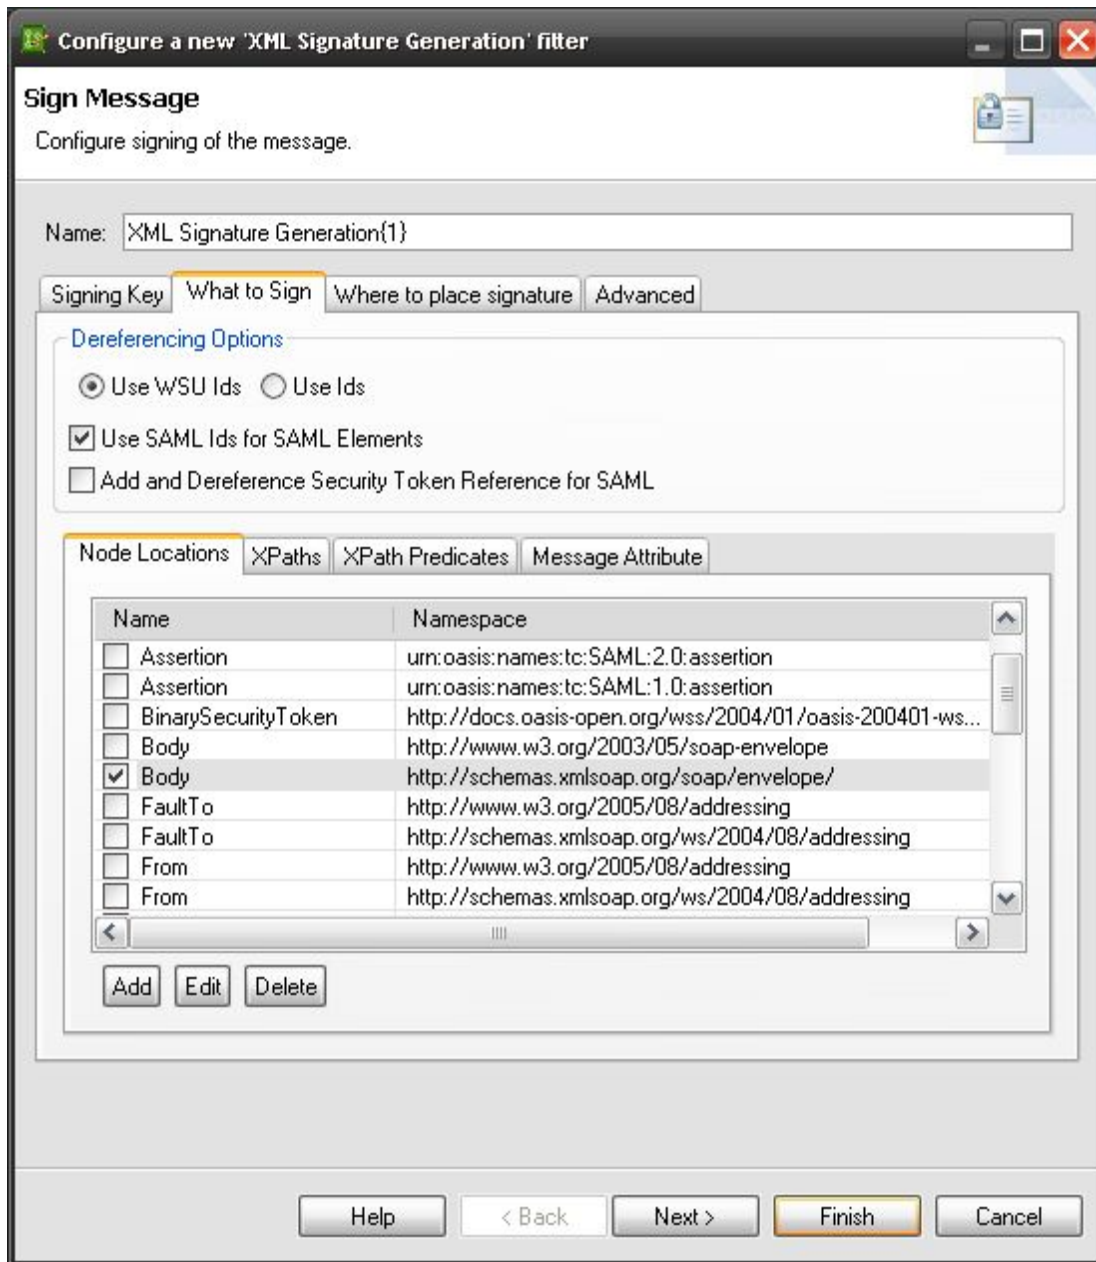 Configure a new 'XML Signature Generation' fitter
Sign Message
Configure signing of the message.
Name: XML Signature Generation{1}
Signing Key What to Sign Where to place signature Advanced
Dereferencing Options
Use WSU Ids Use Ids
Use SAML Ids for SAML Elements
Add and Dereference Security Token Reference for SAML
Node Locations XPaths XPath Predicates Message Attribute
Name Namespace
Assertion urn:oasis:names:tc:SAML:2.0:assertion
Assertion urn:oasis:names:tc:SAML:1.0:assertion
BinarySecurityToken http://docs.oasis-open.org/wss/2004/01/oasis-200401-ws...
Body http://www.w3.org/2003/05/soap-envelope
Body http://schemas.xmlsoap.org/soap/envelope/
FaultTo http://www.w3.org/2005/08/addressing
FaultTo http://schemas.xmlsoap.org/ws/2004/08/addressing
From http://www.w3.org/2005/08/addressing
From http://schemas.xmlsoap.org/ws/2004/08/addressing
Add Edit Delete
Help < Back Next > Finish Cancel